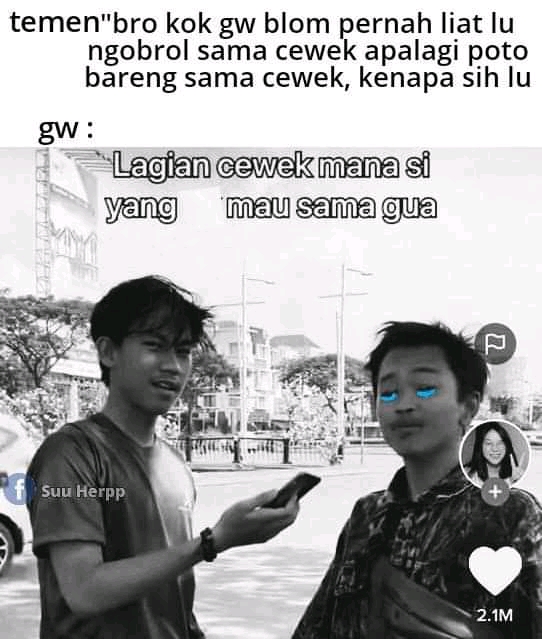 temen"bro kok gw blom pernah liat lu
ngobrol sama cewek apalagi poto
bareng sama cewek, kenapa sih lu
gw :
Lagian cewek mana si
yang mau sama gua
f Suu Herpp
2.1M